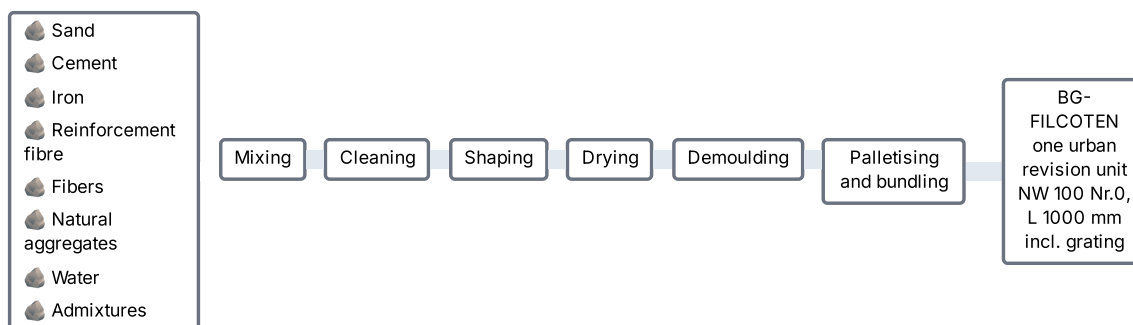 Sand
Cement
Iron
Reinforcement
fibre
Fibers
Natural
aggregates
Water
Admixtures
Mixing
Cleaning
Shaping
Drying
Demoulding
Palletising
and bundling
BG-
FILCOTEN
one urban
revision unit
NW 100 Nr.0,
L 1000 mm
incl. grating